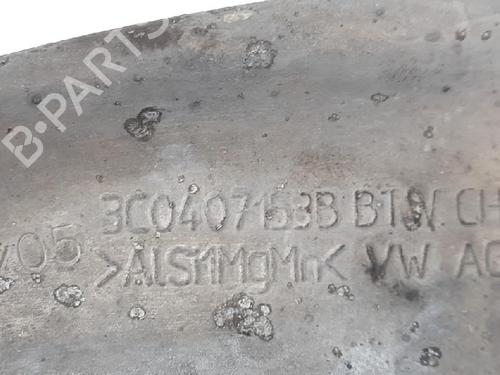 B-PARTS
3C0407153B BTW CH
/05
>AlSi1MgMn< VW AG